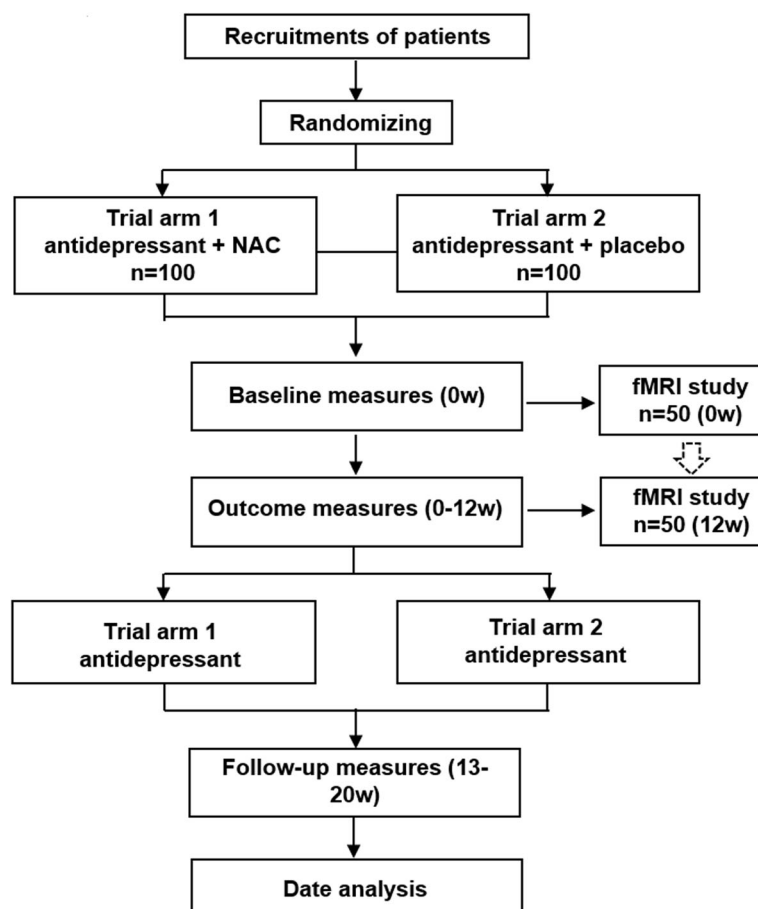 Recruitments of patients
Randomizing
Trial arm 1
antidepressant + NAC
n=100
Trial arm 2
antidepressant + placebo
n=100
Baseline measures (0w)
fMRI study
n=50 (0w)
Outcome measures (0-12w)
fMRI study
n=50 (12w)
Trial arm 1
antidepressant
Trial arm 2
antidepressant
Follow-up measures (13-
20w)
Date analysis